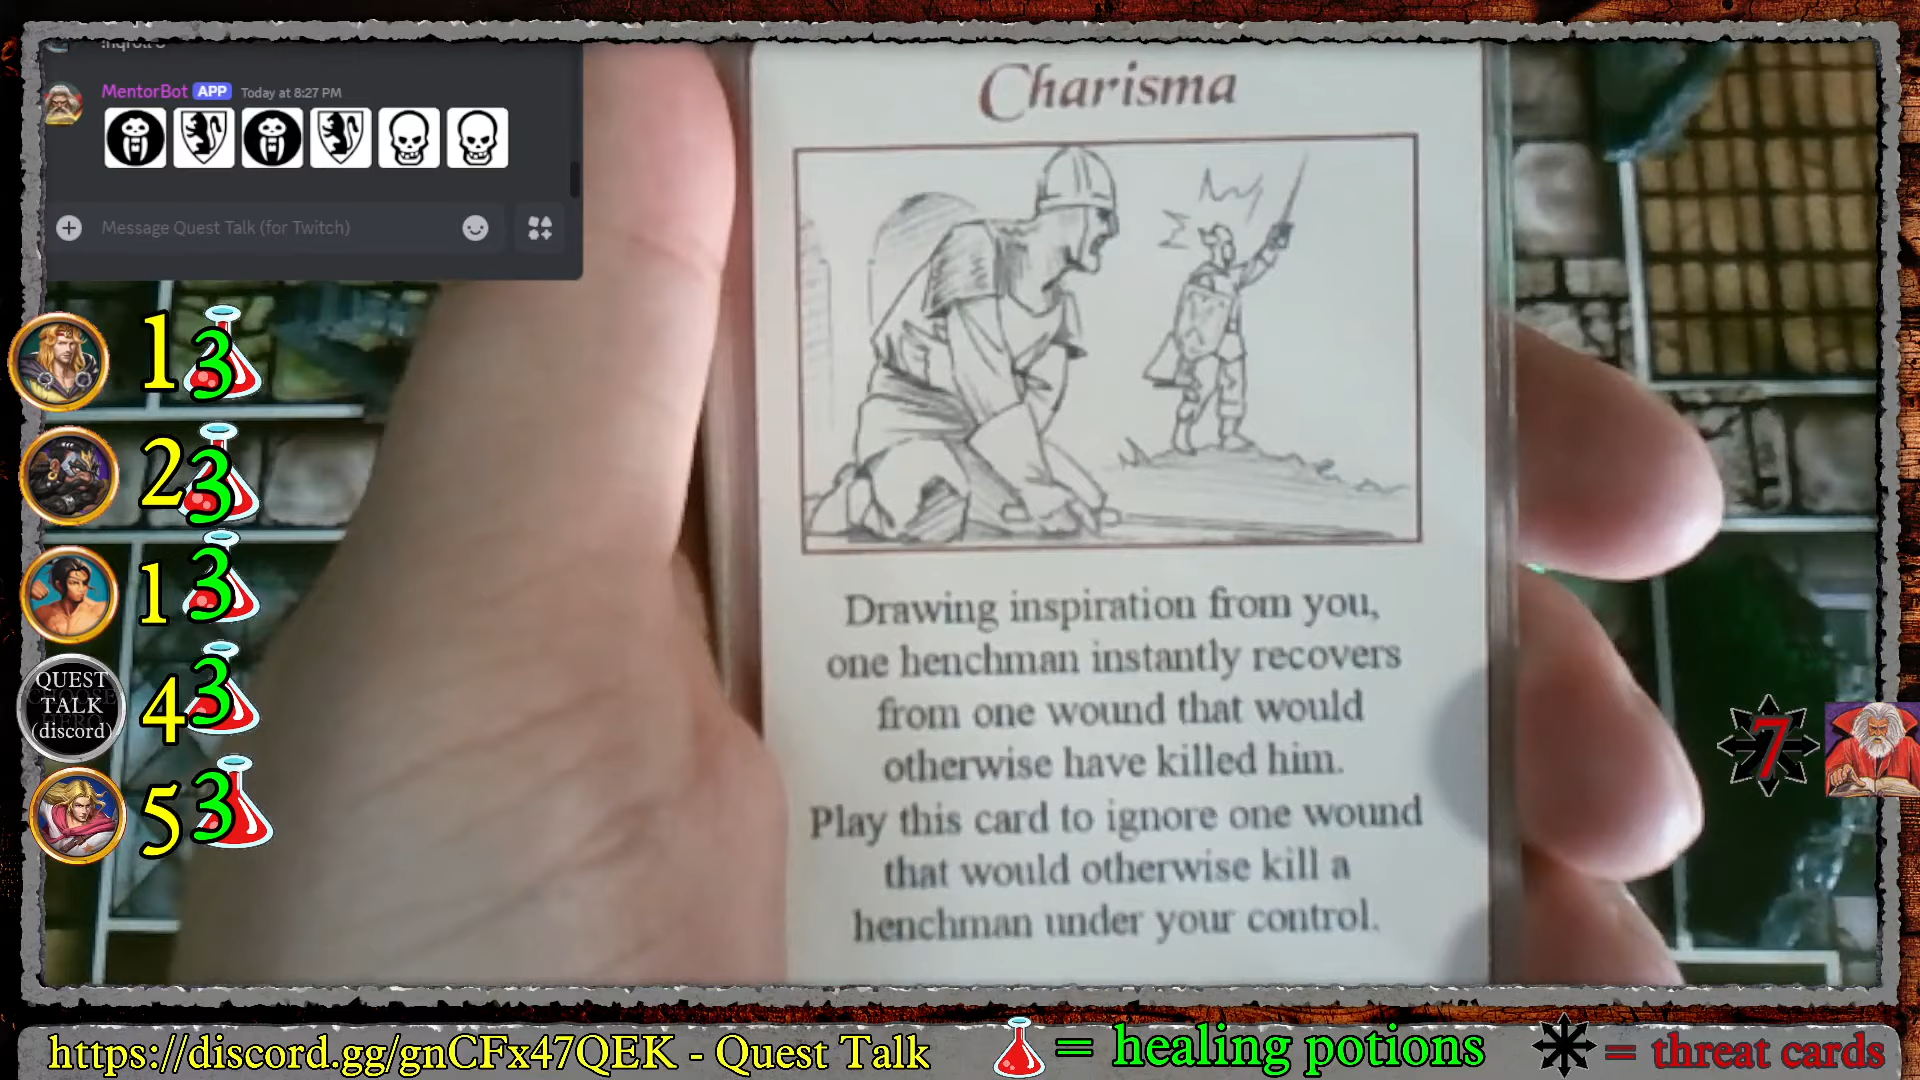 MentorBot APP Today at 8:27 PM
Message Quest Talk (for Twitch)
Charisma
Drawing inspiration from you,
one henchman instantly recovers
from one wound that would
otherwise have killed him.
Play this card to ignore one wound
that would otherwise kill a
henchman under your control.
1 3
2 3
1 3
QUEST
TALK
(discord)
4 3
5 3
7
https://discord.gg/gnCFx47QEK - Quest Talk
= healing potions
= threat cards